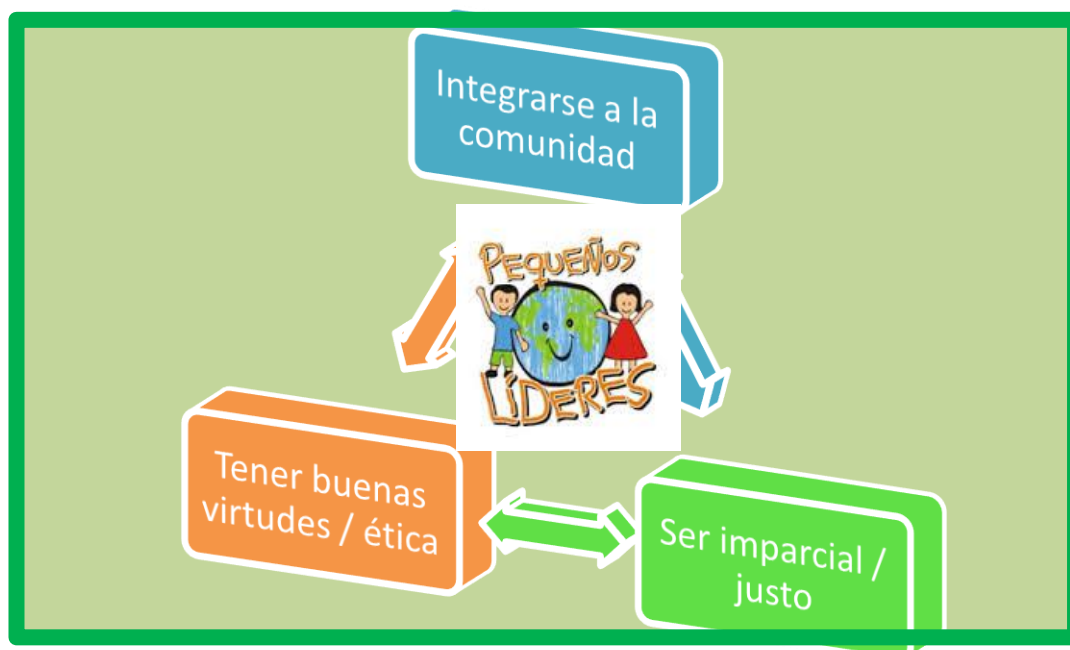 Integrarse a la
comunidad
PEQUEÑOS
LÍDERES
Tener buenas
virtudes / ética
Ser imparcial /
justo